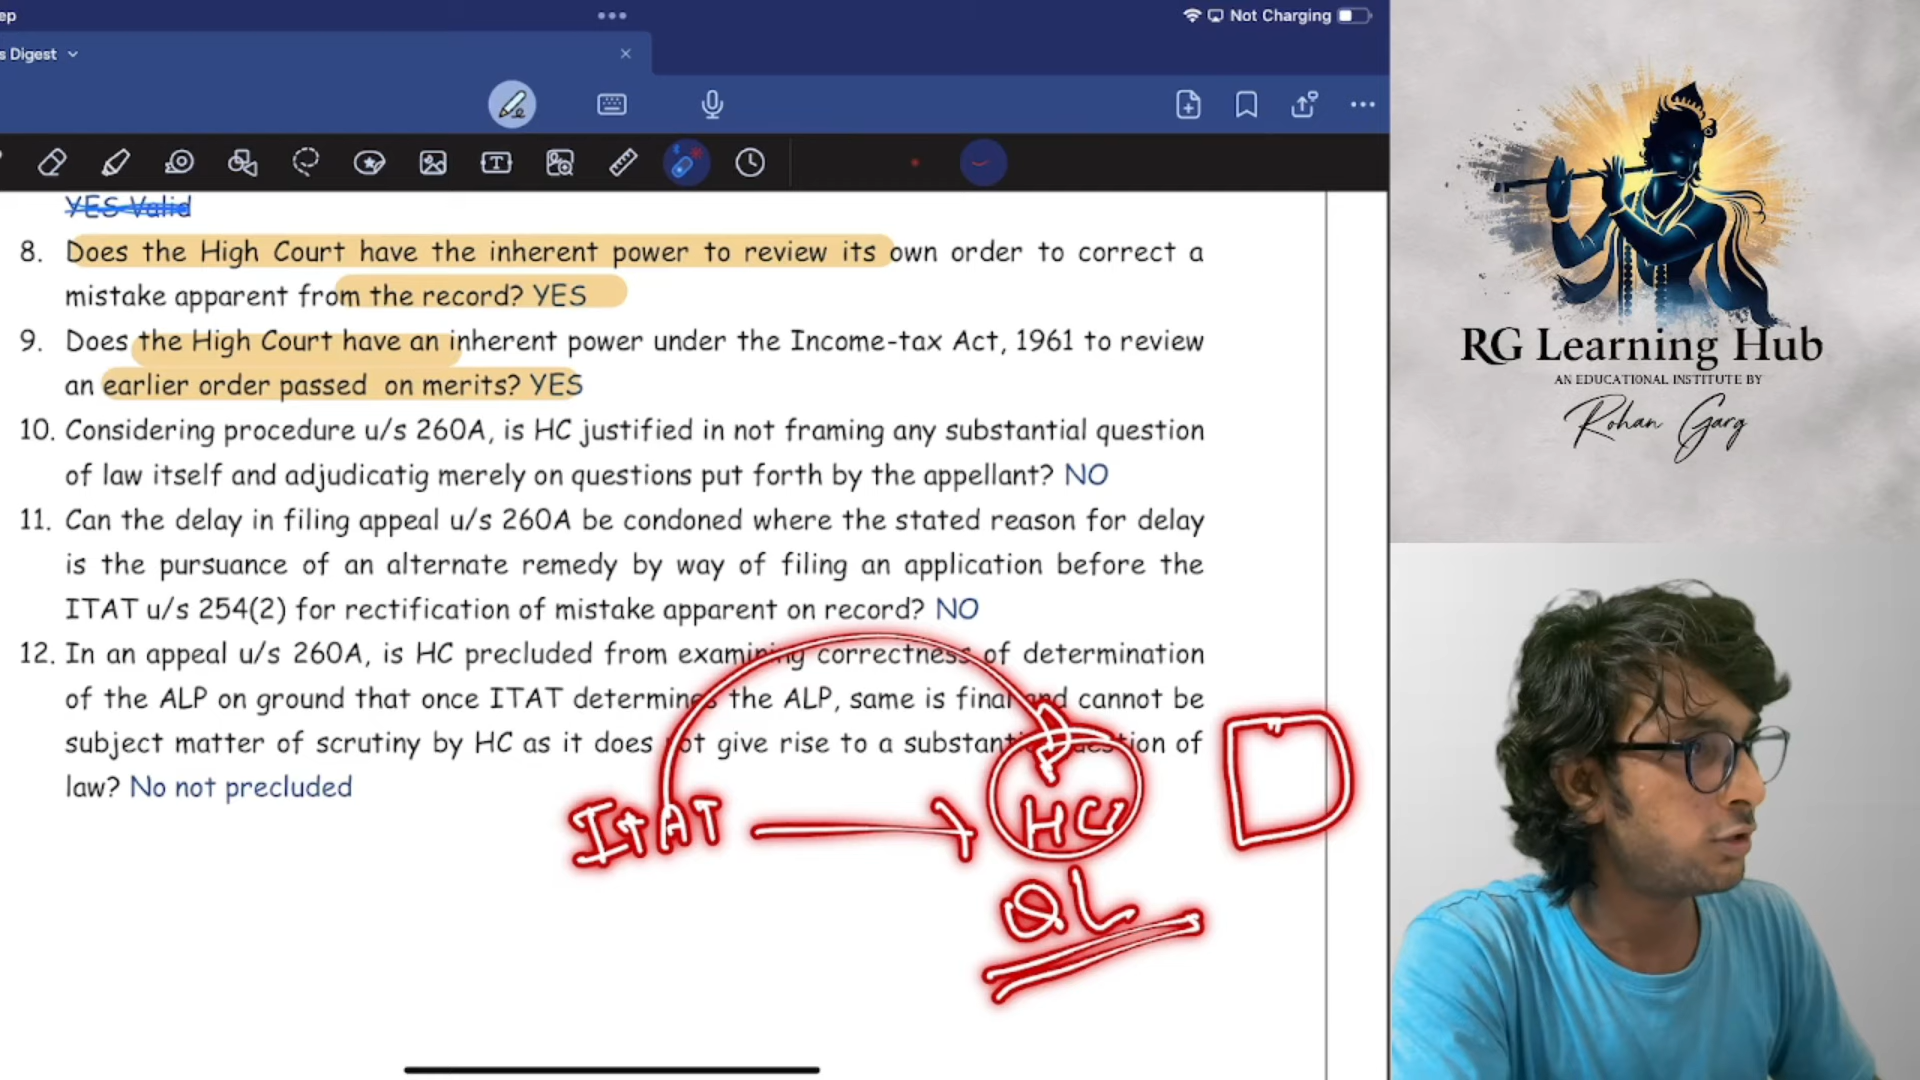 ep
Not Charging
s Digest
YES Valid
8. Does the High Court have the inherent power to review its own order to correct a
mistake apparent from the record? YES
9. Does the High Court have an inherent power under the Income-tax Act, 1961 to review
an earlier order passed on merits? YES
10. Considering procedure u/s 260A, is HC justified in not framing any substantial question
of law itself and adjudicatig merely on questions put forth by the appellant? NO
11. Can the delay in filing appeal u/s 260A be condoned where the stated reason for delay
is the pursuance of an alternate remedy by way of filing an application before the
ITAT u/s 254(2) for rectification of mistake apparent on record? NO
12. In an appeal u/s 260A, is HC precluded from examining correctness of determination
of the ALP on ground that once ITAT determines the ALP, same is final and cannot be
subject matter of scrutiny by HC as it does not give rise to a substantial question of
law? No not precluded
ITAT HC
QL
RG Learning Hub
AN EDUCATIONAL INSTITUTE BY
Rohan Garg